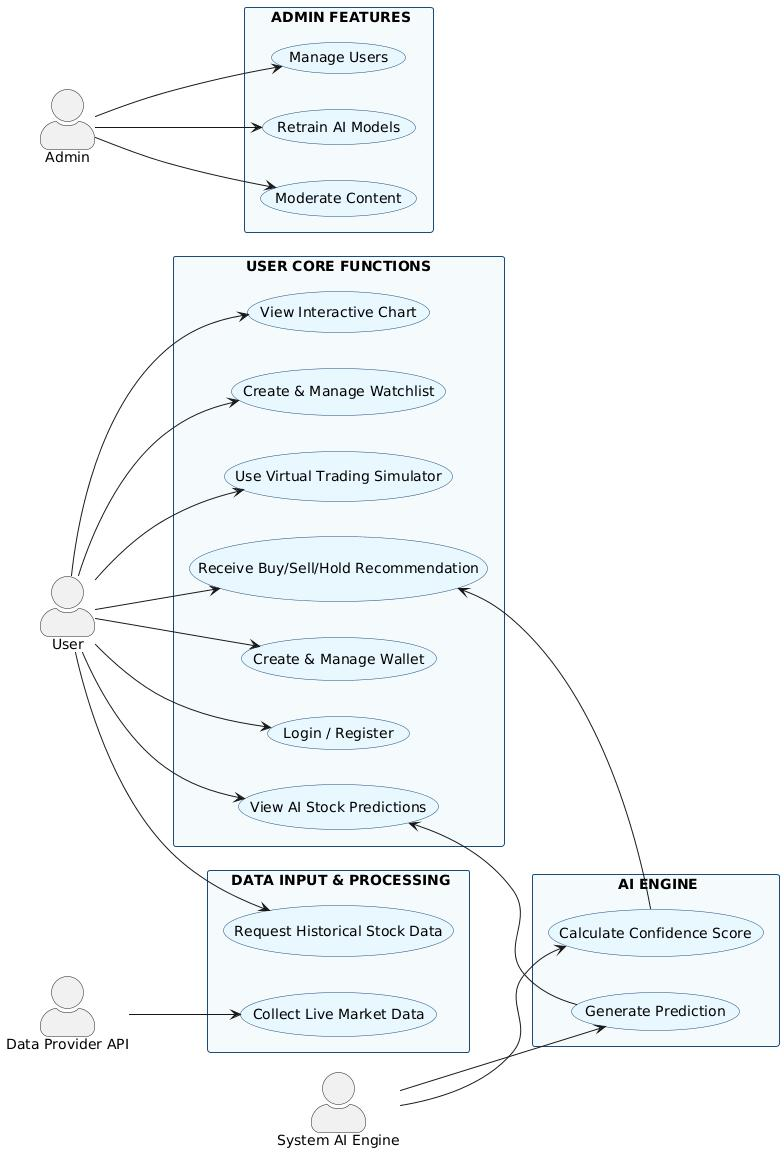 ADMIN FEATURES
Manage Users
Retrain AI Models
Moderate Content
Admin
USER CORE FUNCTIONS
View Interactive Chart
Create & Manage Watchlist
Use Virtual Trading Simulator
Receive Buy/Sell/Hold Recommendation
Create & Manage Wallet
Login / Register
View AI Stock Predictions
User
DATA INPUT & PROCESSING
Request Historical Stock Data
Collect Live Market Data
Data Provider API
AI ENGINE
Calculate Confidence Score
Generate Prediction
System AI Engine